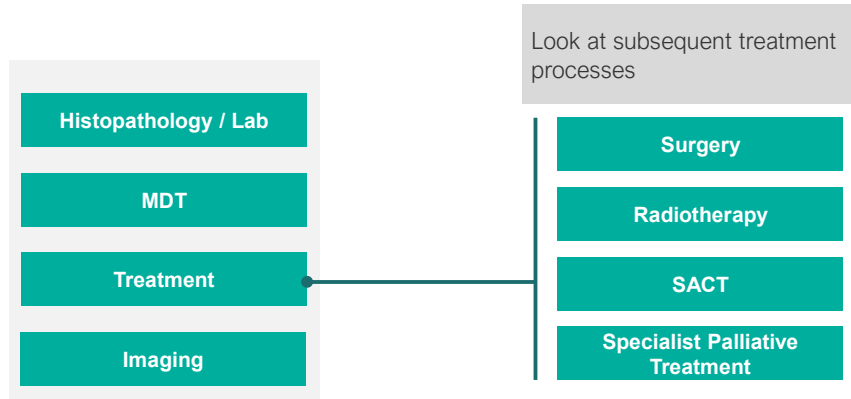 Look at subsequent treatment
processes
Histopathology / Lab
MDT
Treatment
Imaging
Surgery
Radiotherapy
SACT
Specialist Palliative
Treatment